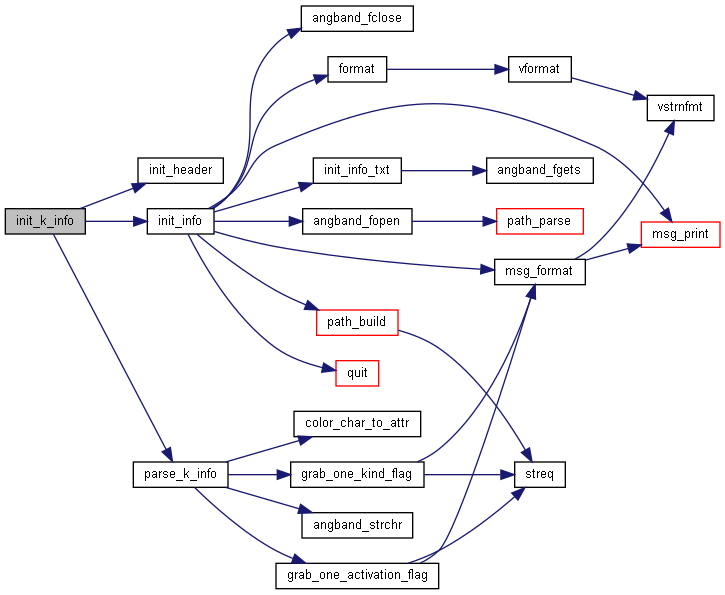 angband_fclose
format
vformat
vstrnfmt
init_header
init_info_txt
angband_fgets
init_k_info
init_info
angband_fopen
path_parse
msg_print
msg_format
path_build
quit
color_char_to_attr
parse_k_info
grab_one_kind_flag
streq
angband_strchr
grab_one_activation_flag